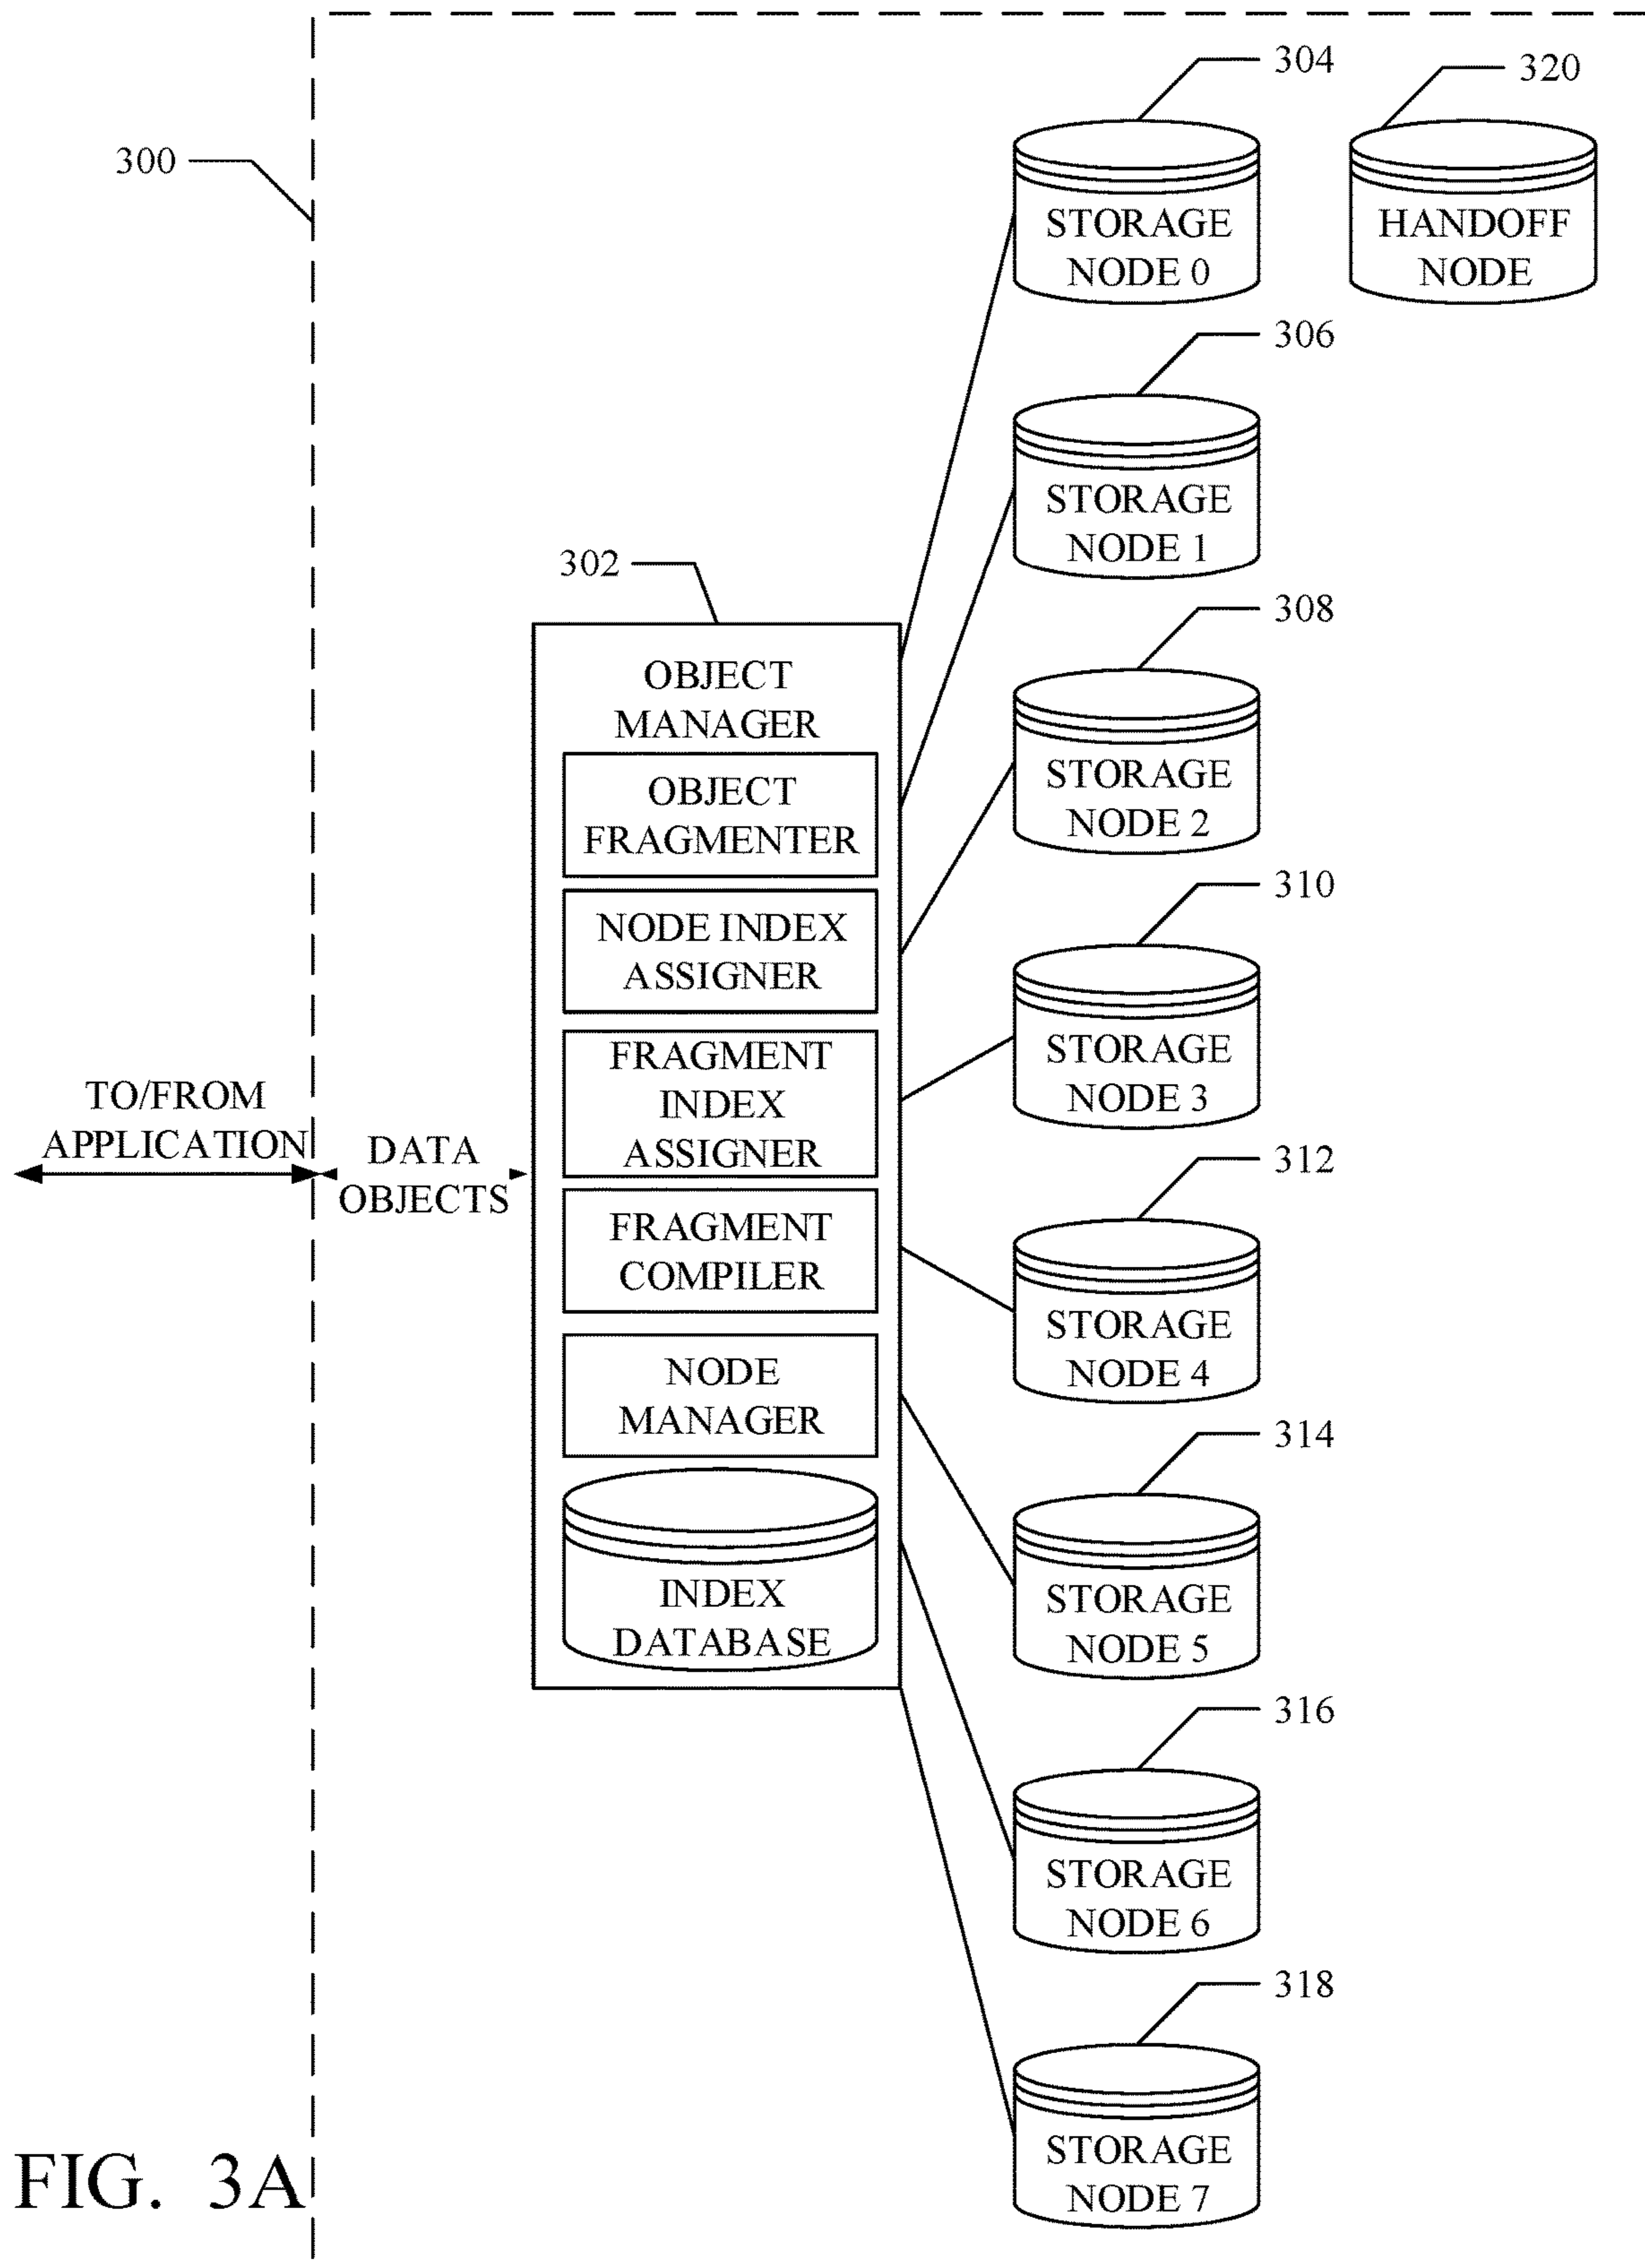 304
320
300
STORAGE
NODE 0
HANDOFF
NODE
306
STORAGE
NODE 1
302
308
OBJECT
MANAGER
STORAGE
NODE 2
OBJECT
FRAGMENTER
310
NODE INDEX
ASSIGNER
STORAGE
NODE 3
FRAGMENT
INDEX
ASSIGNER
TO/FROM
APPLICATION
DATA
OBJECTS
312
FRAGMENT
COMPILER
STORAGE
NODE 4
NODE
MANAGER
314
INDEX
DATABASE
STORAGE
NODE 5
316
STORAGE
NODE 6
318
STORAGE
NODE 7
FIG. 3A